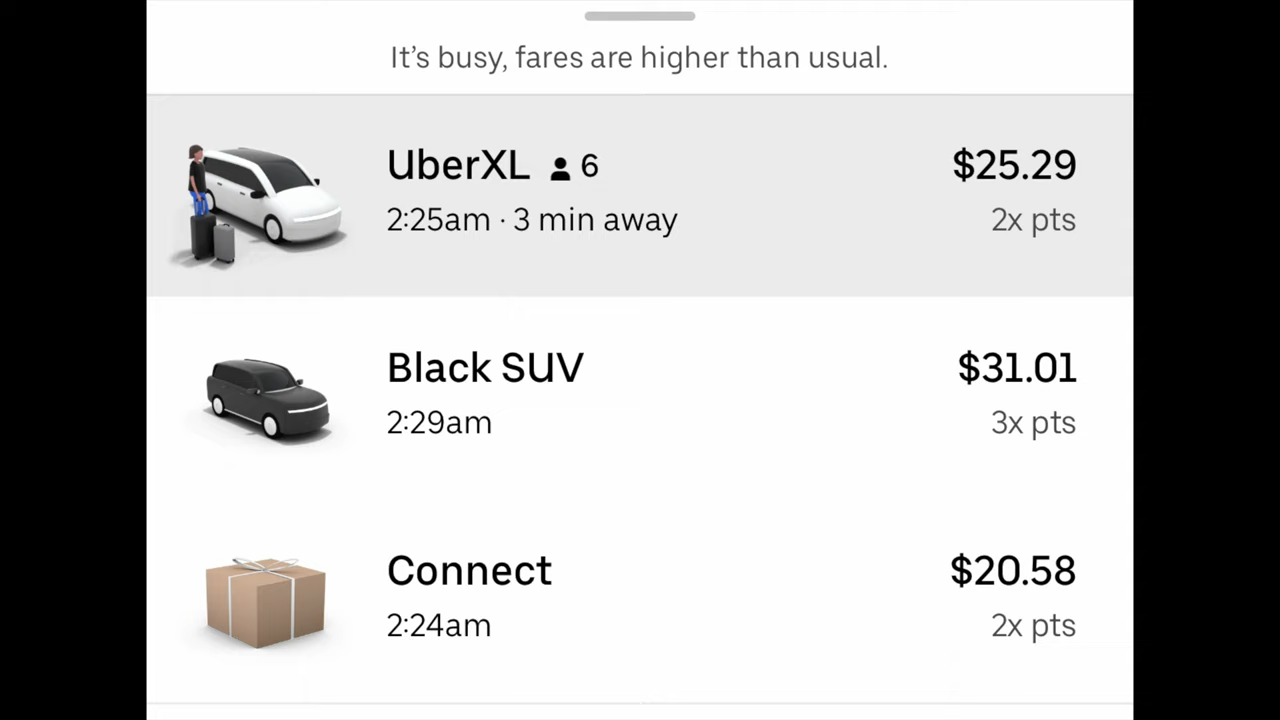 It's busy, fares are higher than usual.
UberXL 6 $25.29
2:25am · 3 min away 2x pts
Black SUV $31.01
2:29am 3x pts
Connect $20.58
2:24am 2x pts